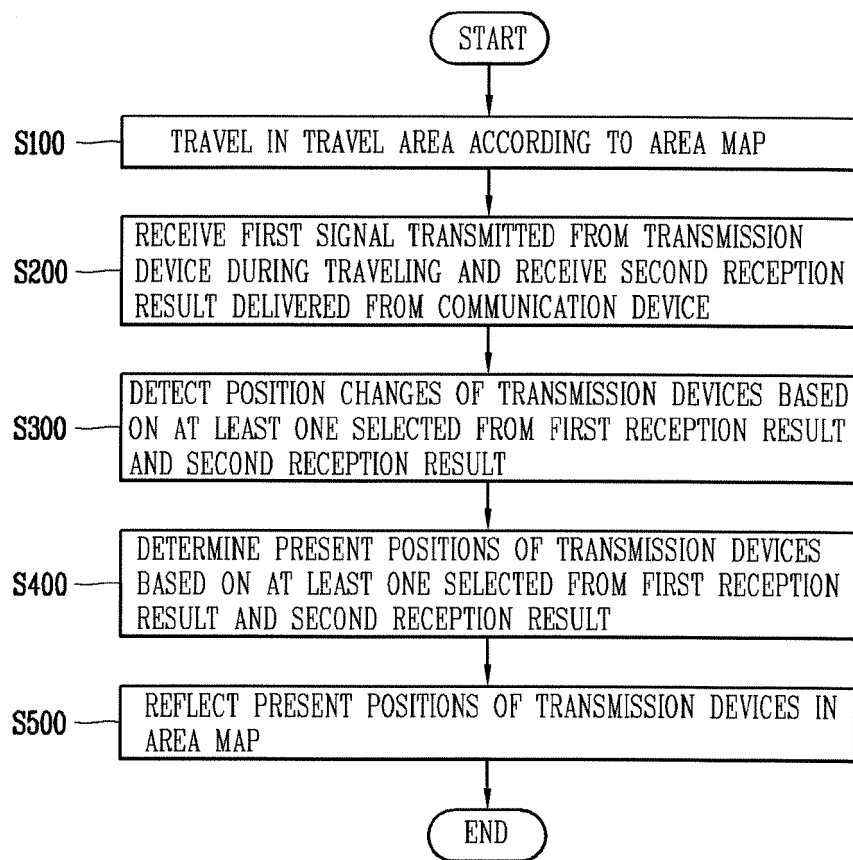 START
S100
TRAVEL IN TRAVEL AREA ACCORDING TO AREA MAP
S200
RECEIVE FIRST SIGNAL TRANSMITTED FROM TRANSMISSION
DEVICE DURING TRAVELING AND RECEIVE SECOND RECEPTION
RESULT DELIVERED FROM COMMUNICATION DEVICE
S300
DETECT POSITION CHANGES OF TRANSMISSION DEVICES BASED
ON AT LEAST ONE SELECTED FROM FIRST RECEPTION RESULT
AND SECOND RECEPTION RESULT
S400
DETERMINE PRESENT POSITIONS OF TRANSMISSION DEVICES
BASED ON AT LEAST ONE SELECTED FROM FIRST RECEPTION
RESULT AND SECOND RECEPTION RESULT
S500
REFLECT PRESENT POSITIONS OF TRANSMISSION DEVICES IN
AREA MAP
END